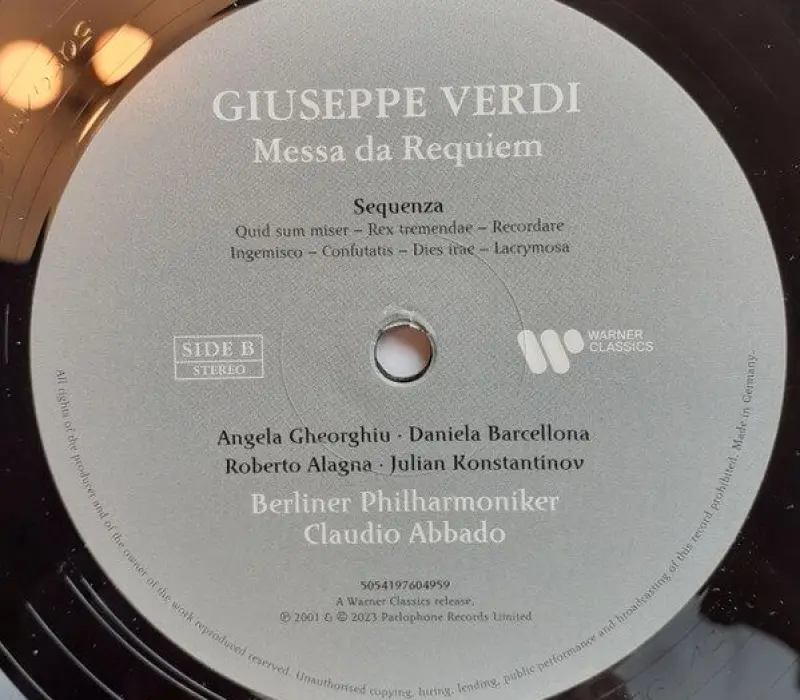 GIUSEPPE VERDI
Messa da Requiem
Sequenza
Quid sum miser – Rex tremendae – Recordare
Ingemisco – Confutatis – Dies irae – Lacrymosa
SIDE B
STEREO
WARNER
CLASSICS
Angela Gheorghiu · Daniela Barcellona
Roberto Alagna · Julian Konstantinov
Berliner Philharmoniker
Claudio Abbado
5054197604959
A Warner Classics release,
℗ 2001 & © 2023 Parlophone Records Limited
All rights of the producer and of the owner of the work reproduced reserved. Unauthorised copying, hiring, lending, public performance and broadcasting of this record prohibited. Made in Germany.